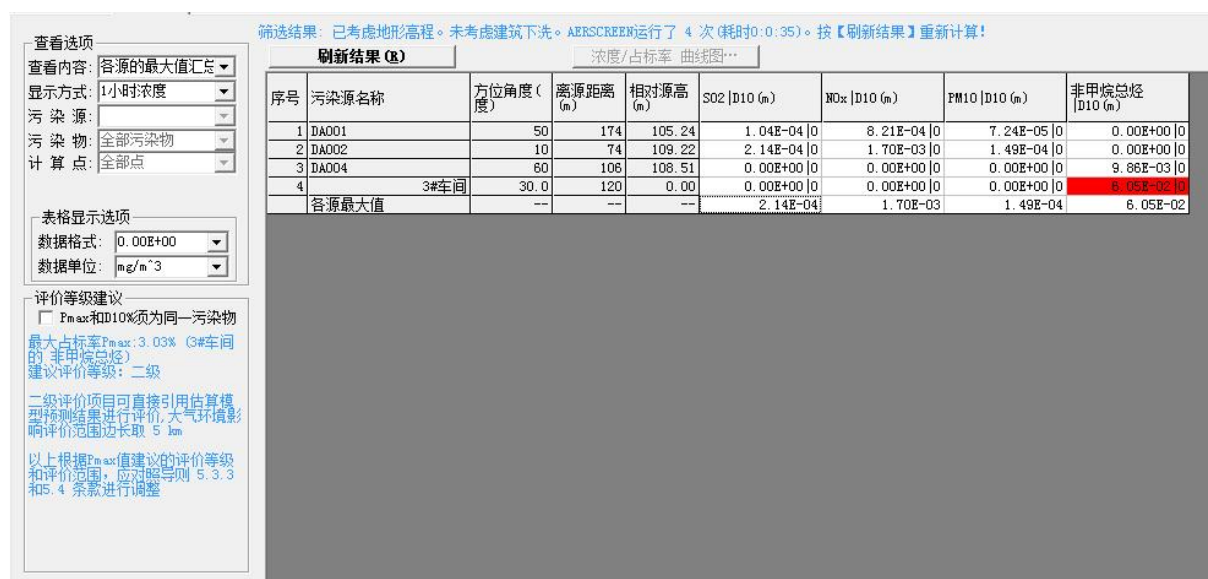 筛选结果: 已考虑地形高程。未考虑建筑下洗。AERSCREEN运行了 4 次(耗时0:0:35)。按【刷新结果】重新计算!
查看选项
查看内容: 各源的最大值汇总
显示方式: 1小时浓度
污 染 源:
污 染 物: 全部污染物
计 算 点: 全部点
表格显示选项
数据格式: 0.00E+00
数据单位: mg/m^3
评价等级建议
Pmax和D10%须为同一污染物
最大占标率Pmax:3.03% (3#车间
的 非甲烷总烃)
建议评价等级: 二级
二级评价项目可直接引用估算模
型预测结果进行评价,大气环境影
响评价范围边长取 5 km
以上根据Pmax值建议的评价等级
和评价范围, 应对照导则 5.3.3
和5.4 条款进行调整
刷新结果(R) 浓度/占标率 曲线图…
序号 污染源名称 方位角度(度) 离源距离(m) 相对源高(m) SO2|D10(m) NOx|D10(m) PM10|D10(m) 非甲烷总烃|D10(m)
1 DA001 50 174 105.24 1.04E-04|0 8.21E-04|0 7.24E-05|0 0.00E+00|0
2 DA002 10 74 109.22 2.14E-04|0 1.70E-03|0 1.49E-04|0 0.00E+00|0
3 DA004 60 106 108.51 0.00E+00|0 0.00E+00|0 0.00E+00|0 9.86E-03|0
4 3#车间 30.0 120 0.00 0.00E+00|0 0.00E+00|0 0.00E+00|0 6.05E-02|0
各源最大值 -- -- -- 2.14E-04 1.70E-03 1.49E-04 6.05E-02